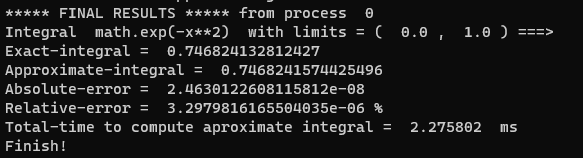 ***** FINAL RESULTS ***** from process  0
Integral  math.exp(-x**2)  with limits = (  0.0 ,  1.0 ) ===>
Exact-integral =  0.746824132812427
Approximate-integral =  0.7468241574425496
Absolute-error =  2.4630122608115812e-08
Relative-error =  3.2979816165504035e-06 %
Total-time to compute aproximate integral =  2.275802  ms
Finish!